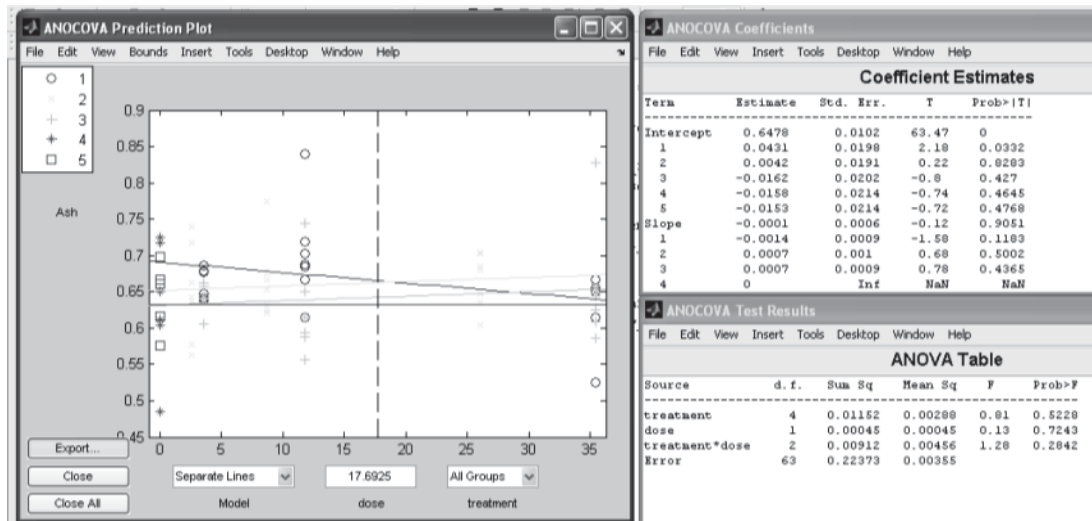 ANOCOVA Prediction Plot
File Edit View Bounds Insert Tools Desktop Window Help
1
2
3
4
5
Ash
0.9
0.85
0.8
0.75
0.7
0.65
0.6
0.55
0.5
0.45
0 5 10 15 20 25 30 35
Export...
Close
Close All
Separate Lines
17.6925
All Groups
Model
dose
treatment
ANOCOVA Coefficients
File Edit View Insert Tools Desktop Window Help
Coefficient Estimates
Term Estimate Std. Err. T Prob>|T|
Intercept 0.6478 0.0102 63.47 0
1 0.0431 0.0198 2.18 0.0332
2 0.0042 0.0191 0.22 0.8283
3 -0.0162 0.0202 -0.8 0.427
4 -0.0158 0.0214 -0.74 0.4645
5 -0.0153 0.0214 -0.72 0.4768
Slope -0.0001 0.0006 -0.12 0.9051
1 -0.0014 0.0009 -1.58 0.1183
2 0.0007 0.001 0.68 0.5002
3 0.0007 0.0009 0.78 0.4365
4 0 Inf NaN NaN
ANOCOVA Test Results
File Edit View Insert Tools Desktop Window Help
ANOVA Table
Source d.f. Sum Sq Mean Sq F Prob>F
treatment 4 0.01152 0.00288 0.81 0.5228
dose 1 0.00045 0.00045 0.13 0.7243
treatment*dose 2 0.00912 0.00456 1.28 0.2842
Error 63 0.22373 0.00355